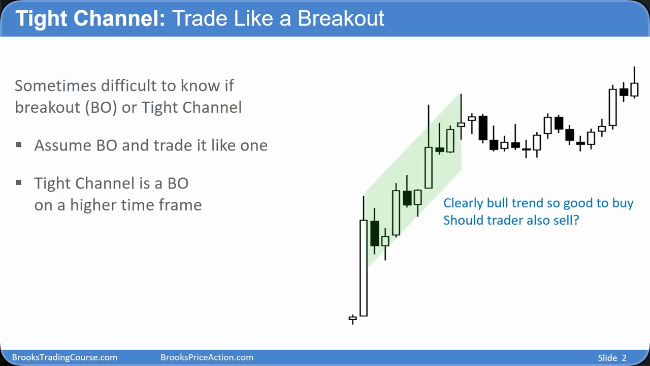 Tight Channel: Trade Like a Breakout
Sometimes difficult to know if
breakout (BO) or Tight Channel
▪ Assume BO and trade it like one
▪ Tight Channel is a BO
on a higher time frame
Clearly bull trend so good to buy
Should trader also sell?
BrooksTradingCourse.com BrooksPriceAction.com Slide 2